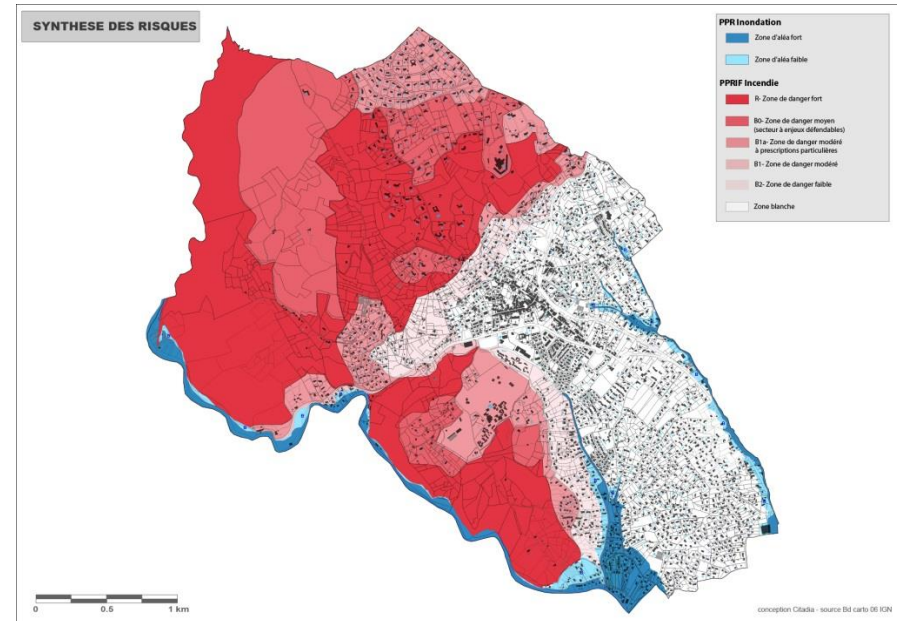 SYNTHESE DES RISQUES
PPR Inondation
Zone d'aléa fort
Zone d'aléa faible
PPRIF Incendie
R- Zone de danger fort
B0- Zone de danger moyen
(secteur à enjeux défendables)
B1a- Zone de danger modéré
à prescriptions particulières
B1- Zone de danger modéré
B2- Zone de danger faible
Zone blanche
0 0.5 1 km
conception Citadia - source Bd carto 06 IGN